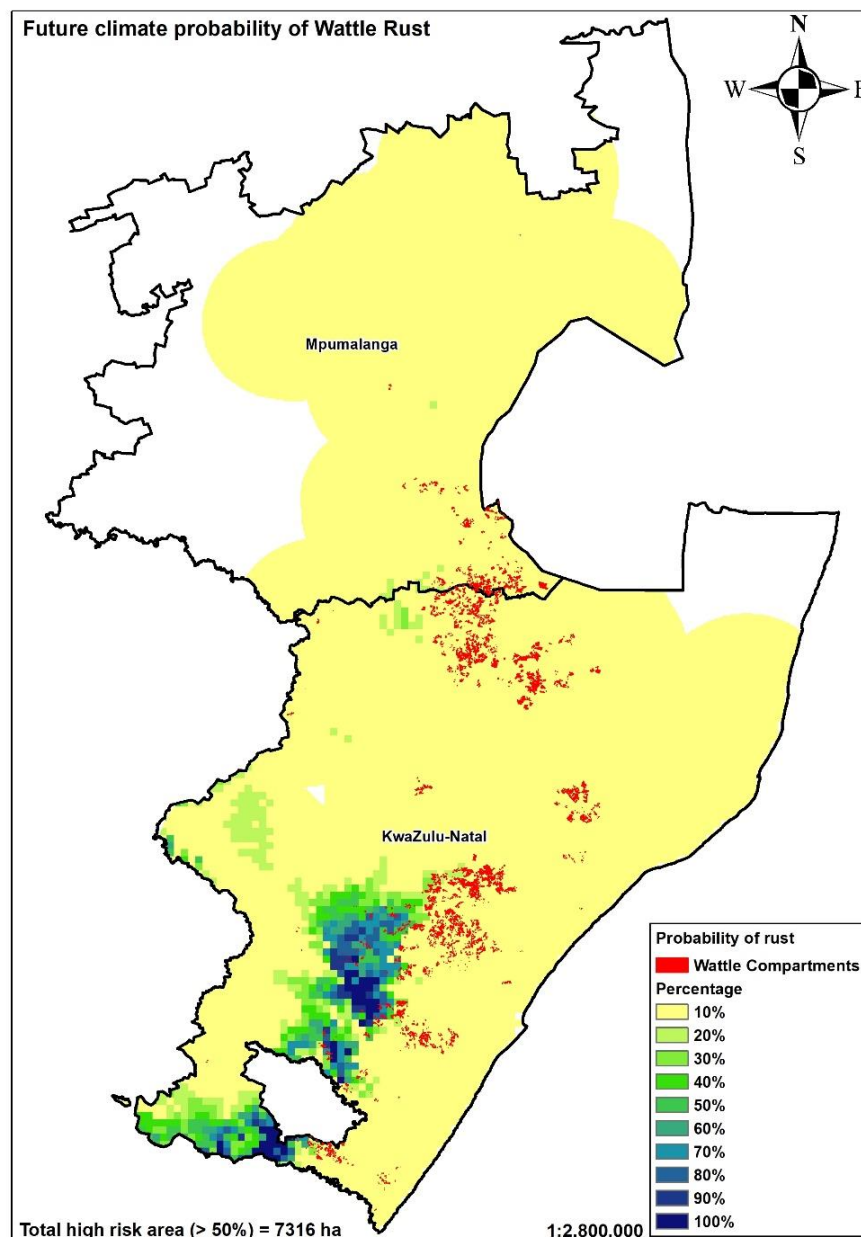 Future climate probability of Wattle Rust
N
W E
S
Mpumalanga
KwaZulu-Natal
Probability of rust
Wattle Compartments
Percentage
10%
20%
30%
40%
50%
60%
70%
80%
90%
100%
Total high risk area (> 50%) = 7316 ha 1:2,800,000